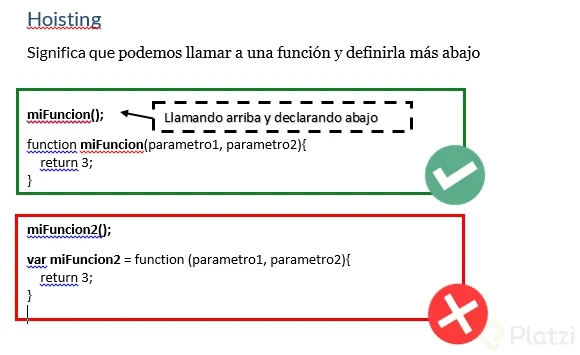 Hoisting
Significa que podemos llamar a una función y definirla más abajo
miFuncion();
Llamando arriba y declarando abajo
function miFuncion(parametro1, parametro2){
return 3;
}
miFuncion2();
var miFuncion2 = function (parametro1, parametro2){
return 3;
}
Platzi